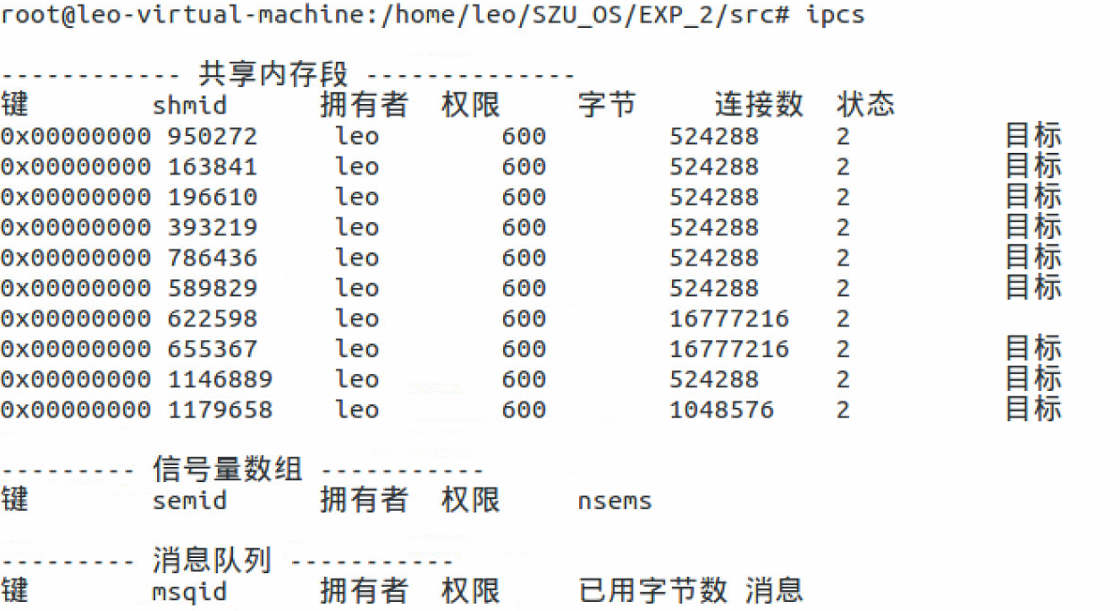 root@leo-virtual-machine:/home/leo/SZU_OS/EXP_2/src# ipcs
------------ 共享内存段 --------------
键 shmid 拥有者 权限 字节 连接数 状态
0x00000000 950272 leo 600 524288 2 目标
0x00000000 163841 leo 600 524288 2 目标
0x00000000 196610 leo 600 524288 2 目标
0x00000000 393219 leo 600 524288 2 目标
0x00000000 786436 leo 600 524288 2 目标
0x00000000 589829 leo 600 524288 2 目标
0x00000000 622598 leo 600 16777216 2
0x00000000 655367 leo 600 16777216 2 目标
0x00000000 1146889 leo 600 524288 2 目标
0x00000000 1179658 leo 600 1048576 2 目标
--------- 信号量数组 -----------
键 semid 拥有者 权限 nsems
--------- 消息队列 -----------
键 msqid 拥有者 权限 已用字节数 消息